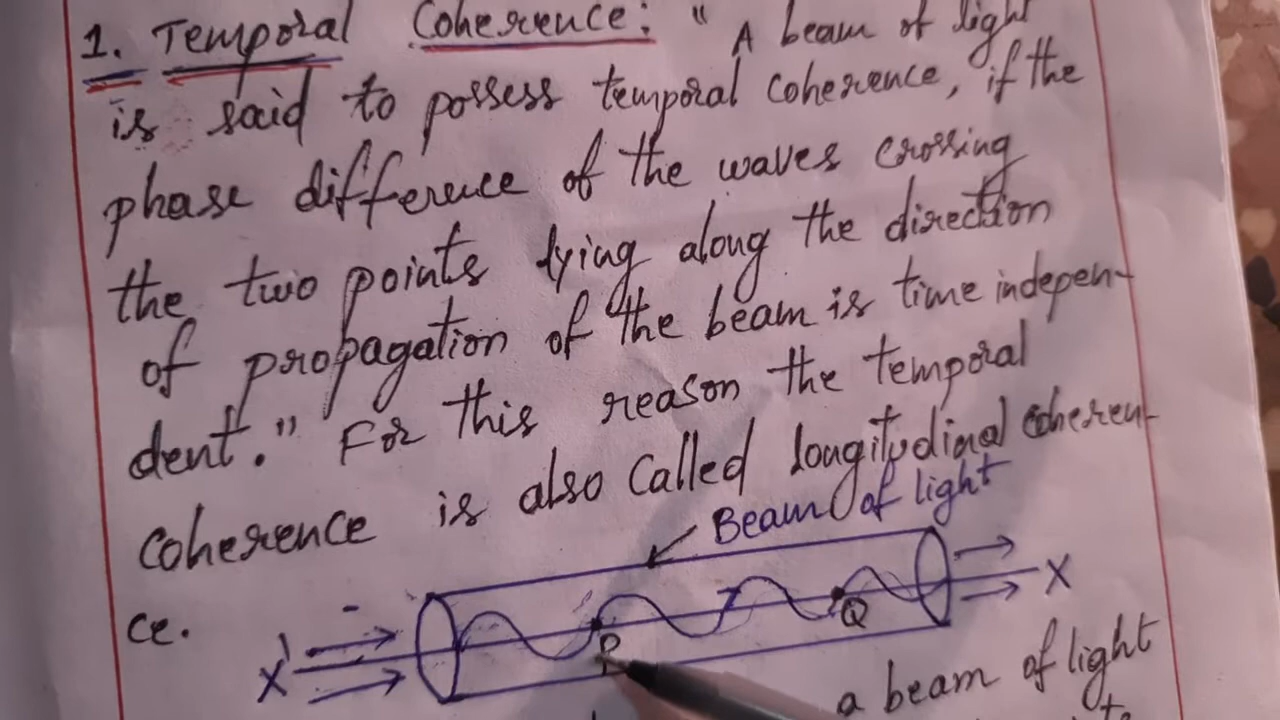 1. Temporal Coherence: " A beam of light
is said to possess temporal coherence, if the
phase difference of the waves crossing
the two points lying along the direction
of propagation of the beam is time indepen-
dent." For this reason the temporal
coherence is also called longitudinal coheren-
ce.
Beam of light
X' P Q X
a beam of light